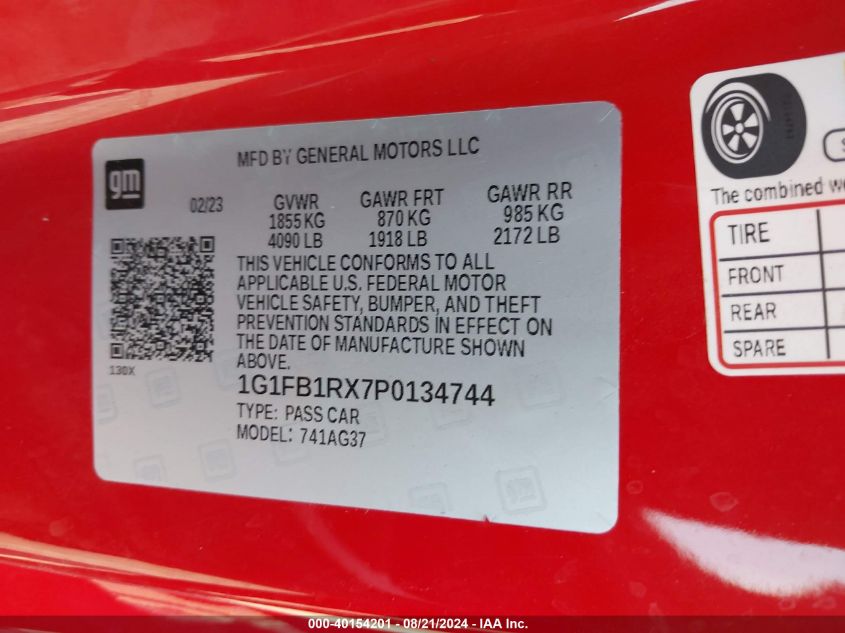 gm
MFD BY GENERAL MOTORS LLC
02/23 GVWR GAWR FRT GAWR RR
1855 KG 870 KG 985 KG
4090 LB 1918 LB 2172 LB
THIS VEHICLE CONFORMS TO ALL
APPLICABLE U.S. FEDERAL MOTOR
VEHICLE SAFETY, BUMPER, AND THEFT
PREVENTION STANDARDS IN EFFECT ON
THE DATE OF MANUFACTURE SHOWN
ABOVE.
130X
1G1FB1RX7P0134744
TYPE: PASS CAR
MODEL: 741AG37
The combined
TIRE
FRONT
REAR
SPARE
000-40154201 - 08/21/2024 - IAA Inc.